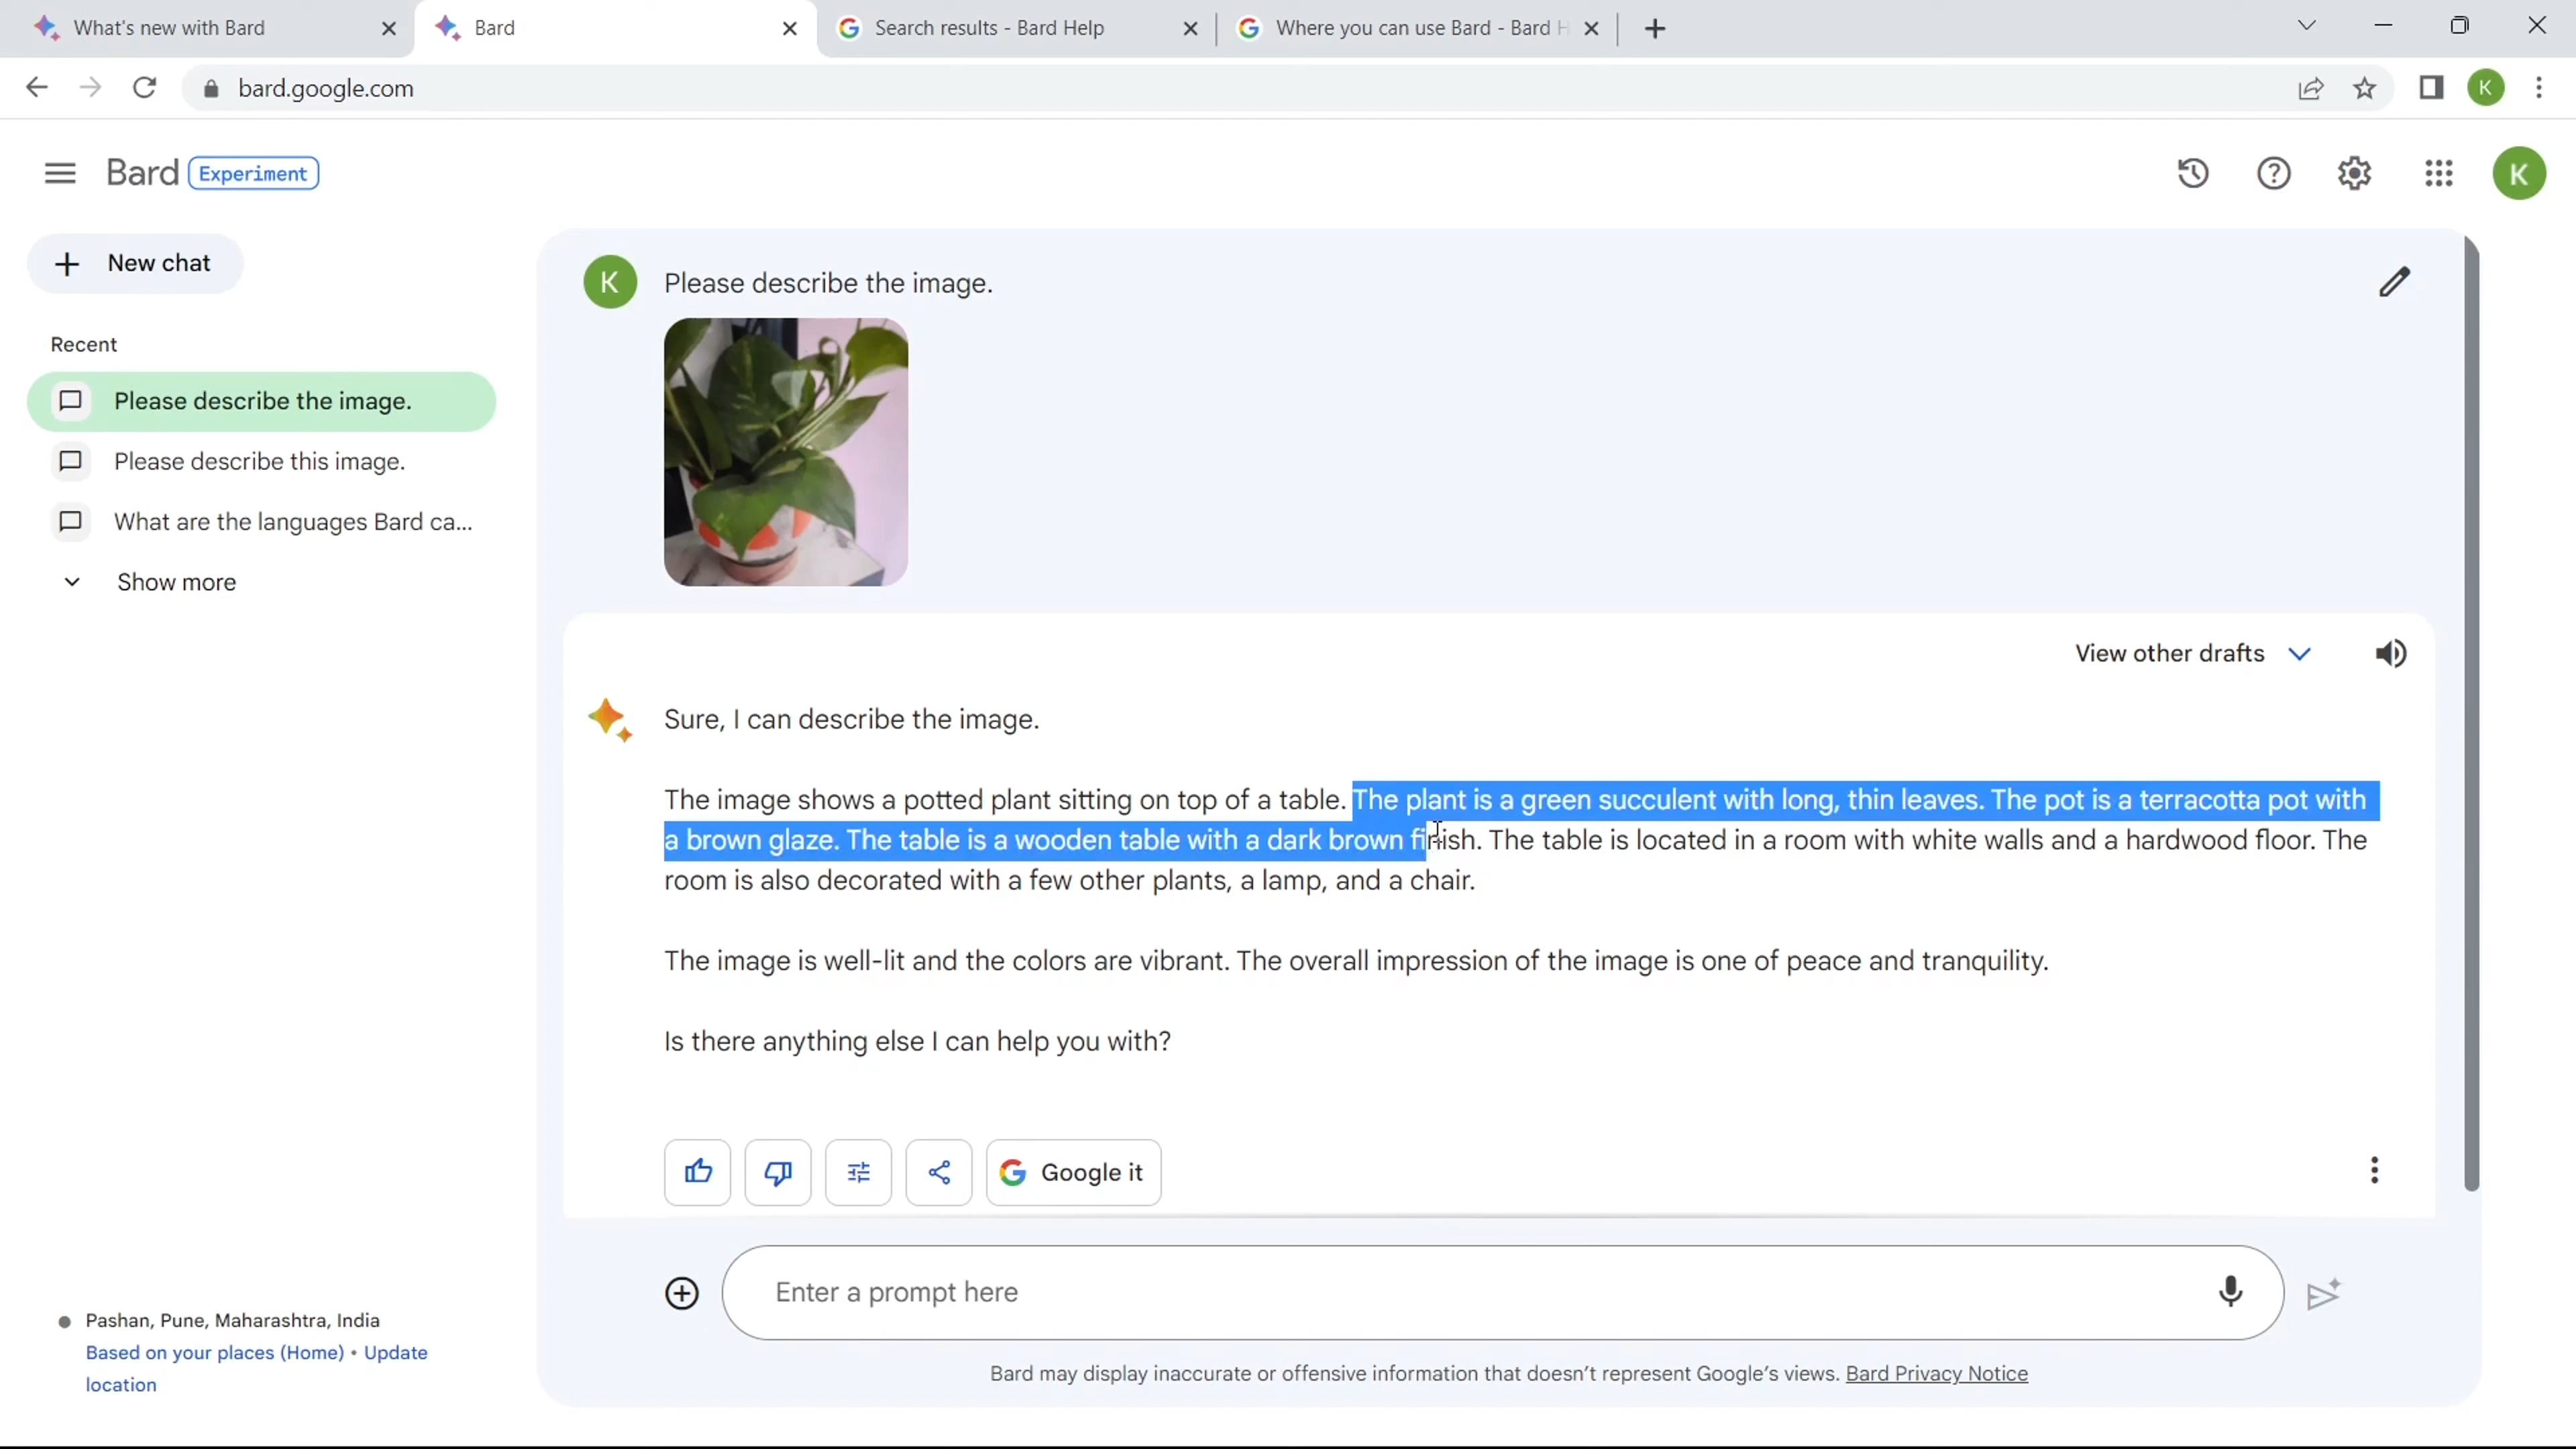 What's new with Bard
Bard
Search results - Bard Help
Where you can use Bard - Bard H
bard.google.com
K
Bard Experiment
K
New chat
Recent
Please describe the image.
Please describe this image.
What are the languages Bard ca...
Show more
K
Please describe the image.
View other drafts
Sure, I can describe the image.
The image shows a potted plant sitting on top of a table. The plant is a green succulent with long, thin leaves. The pot is a terracotta pot with
a brown glaze. The table is a wooden table with a dark brown finish. The table is located in a room with white walls and a hardwood floor. The
room is also decorated with a few other plants, a lamp, and a chair.
The image is well-lit and the colors are vibrant. The overall impression of the image is one of peace and tranquility.
Is there anything else I can help you with?
Google it
Enter a prompt here
Pashan, Pune, Maharashtra, India
Based on your places (Home) • Update
location
Bard may display inaccurate or offensive information that doesn't represent Google's views. Bard Privacy Notice